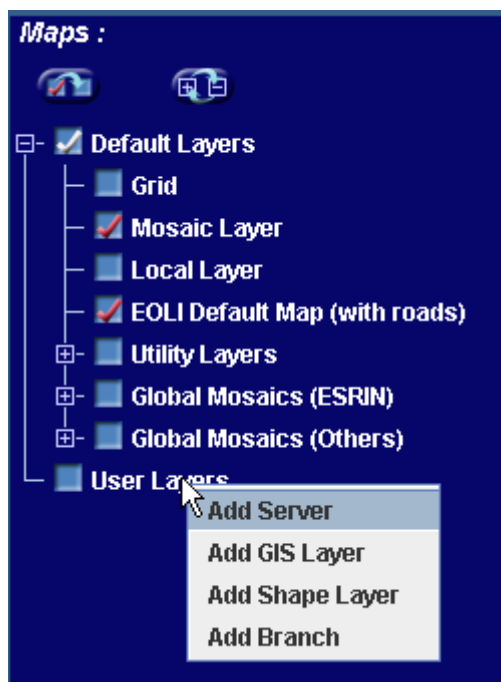 Maps :
Default Layers
Grid
Mosaic Layer
Local Layer
EOLI Default Map (with roads)
Utility Layers
Global Mosaics (ESRIN)
Global Mosaics (Others)
User Layers
Add Server
Add GIS Layer
Add Shape Layer
Add Branch